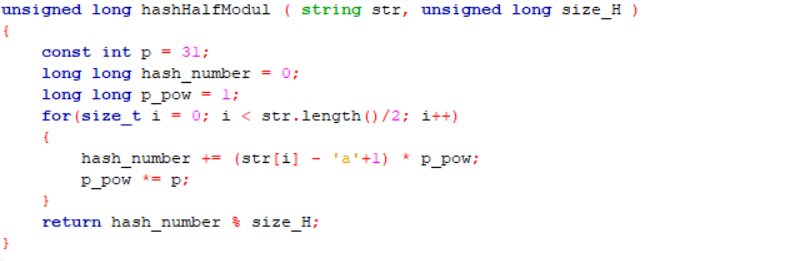 unsigned long hashHalfModul ( string str, unsigned long size_H )
{
    const int p = 31;
    long long hash_number = 0;
    long long p_pow = 1;
    for(size_t i = 0; i < str.length()/2; i++)
    {
        hash_number += (str[i] - 'a'+1) * p_pow;
        p_pow *= p;
    }
    return hash_number % size_H;
}